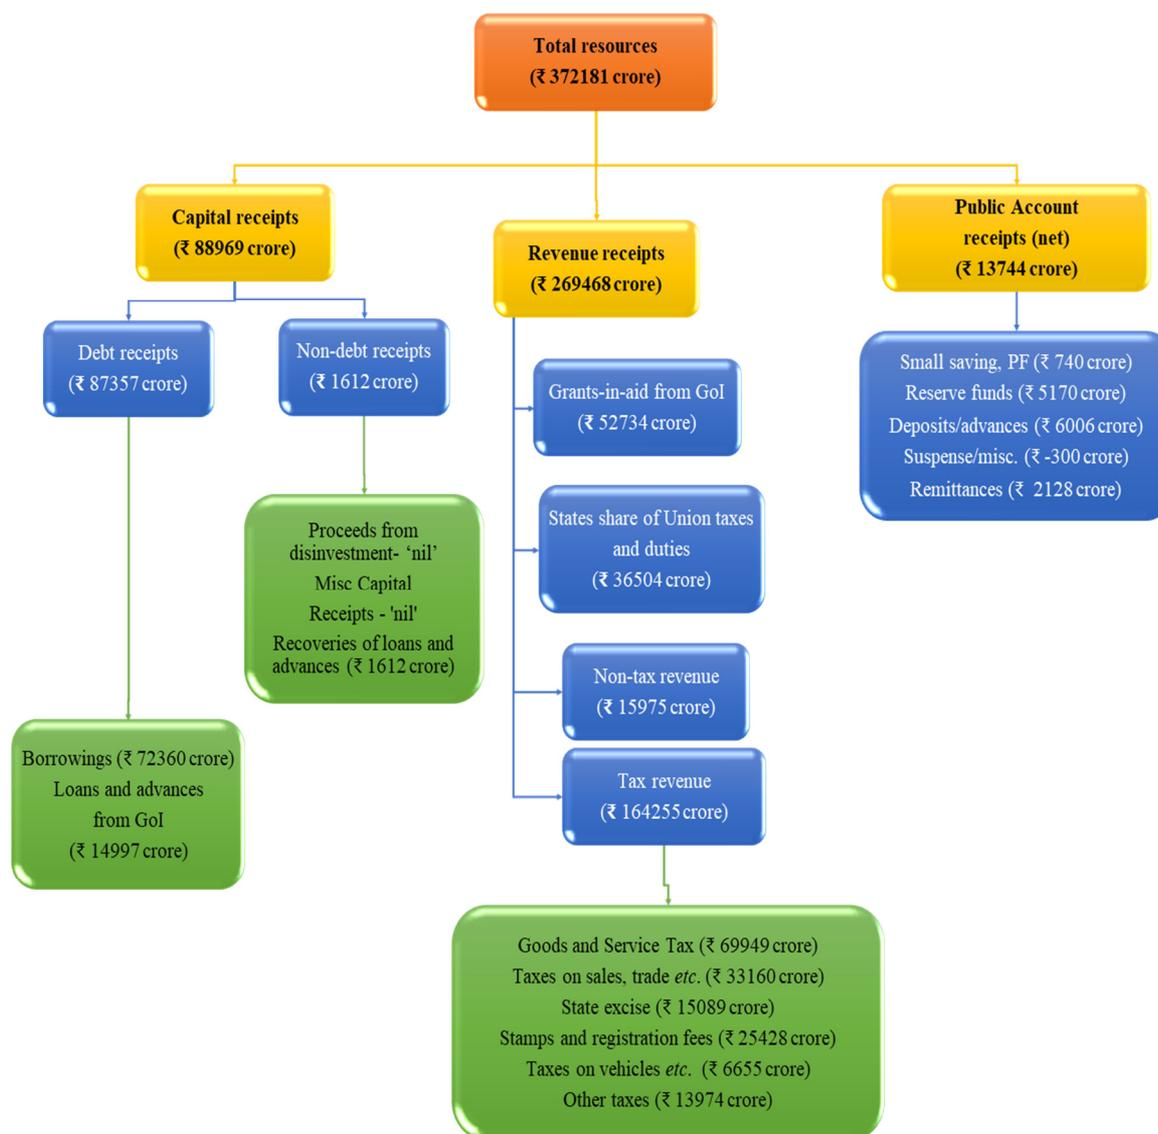 Total resources
(₹ 372181 crore)
Capital receipts
(₹ 88969 crore)
Revenue receipts
(₹ 269468 crore)
Public Account
receipts (net)
(₹ 13744 crore)
Debt receipts
(₹ 87357 crore)
Non-debt receipts
(₹ 1612 crore)
Grants-in-aid from GoI
(₹ 52734 crore)
Small saving, PF (₹ 740 crore)
Reserve funds (₹ 5170 crore)
Deposits/advances (₹ 6006 crore)
Suspense/misc. (₹ -300 crore)
Remittances (₹ 2128 crore)
Proceeds from
disinvestment- ‘nil’
Misc Capital
Receipts - 'nil'
Recoveries of loans and
advances (₹ 1612 crore)
States share of Union taxes
and duties
(₹ 36504 crore)
Non-tax revenue
(₹ 15975 crore)
Borrowings (₹ 72360 crore)
Loans and advances
from GoI
(₹ 14997 crore)
Tax revenue
(₹ 164255 crore)
Goods and Service Tax (₹ 69949 crore)
Taxes on sales, trade etc. (₹ 33160 crore)
State excise (₹ 15089 crore)
Stamps and registration fees (₹ 25428 crore)
Taxes on vehicles etc. (₹ 6655 crore)
Other taxes (₹ 13974 crore)